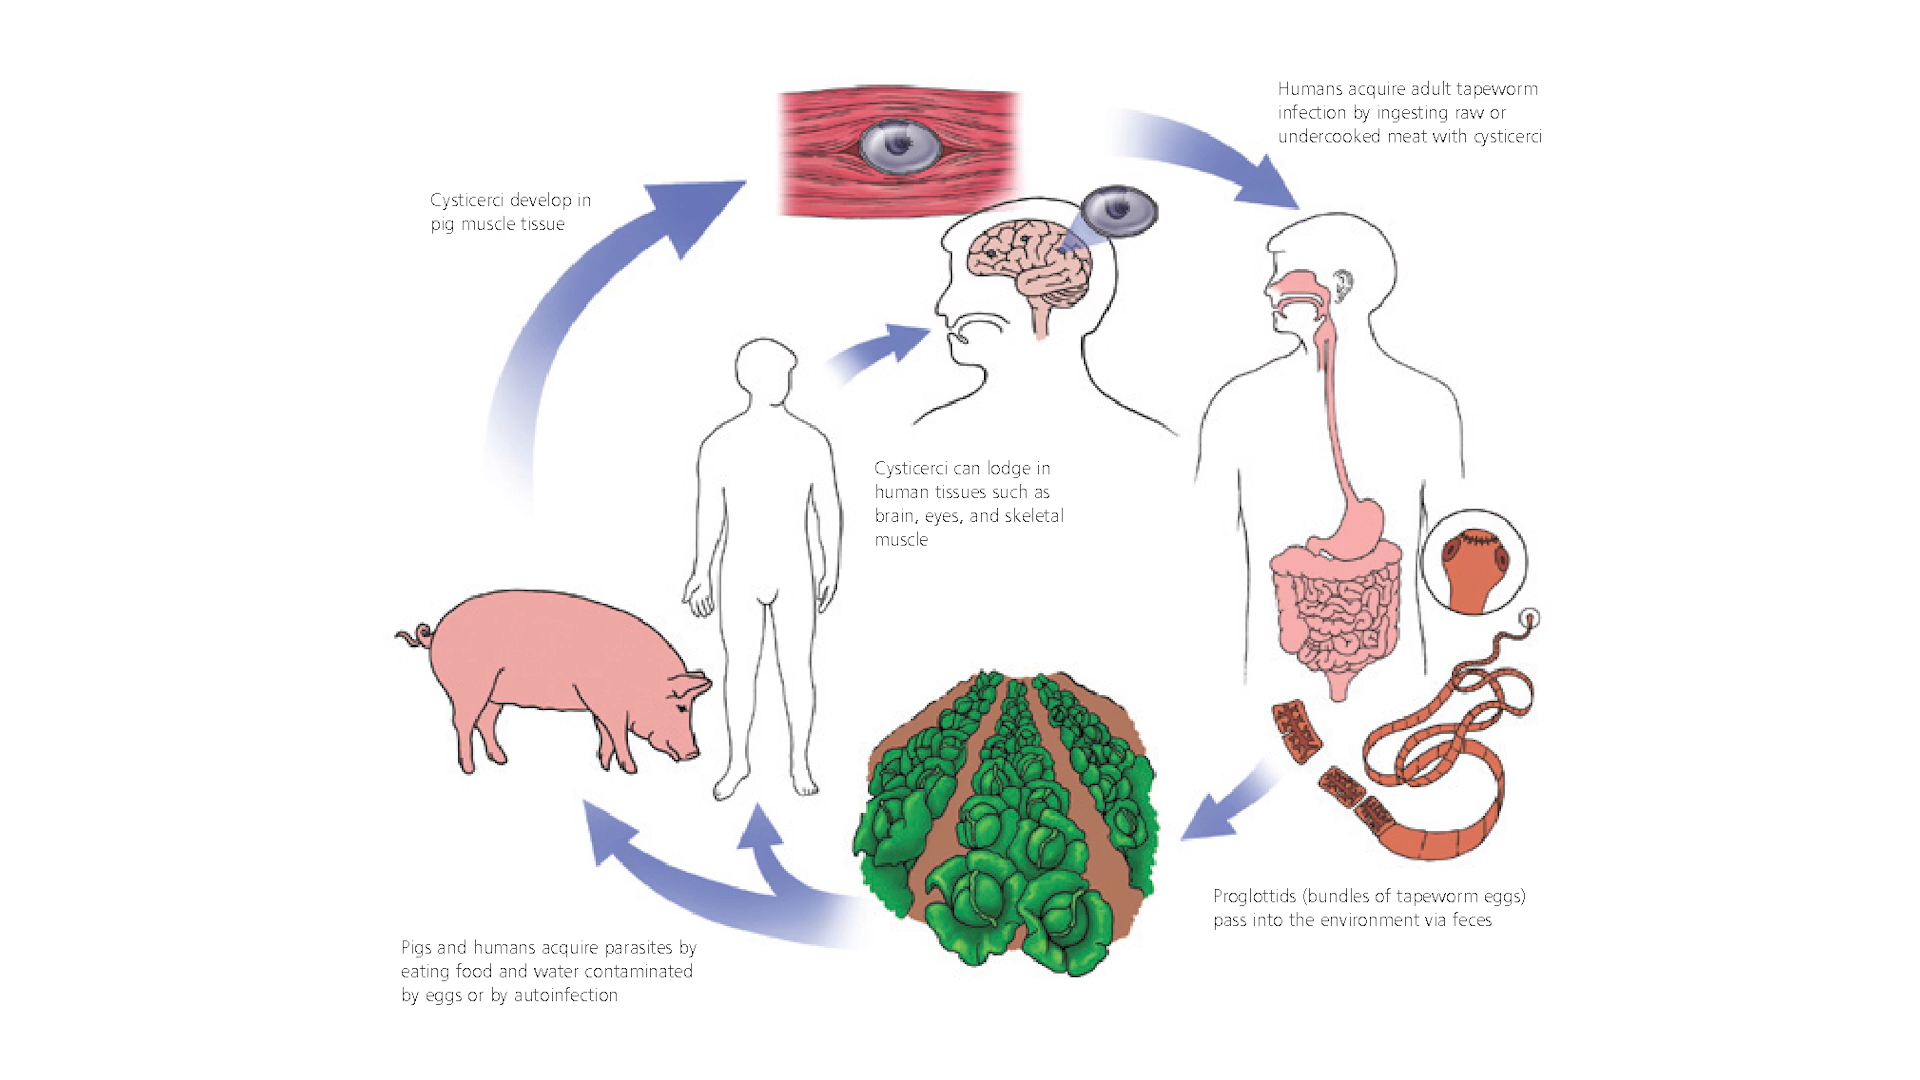 Humans acquire adult tapeworm
infection by ingesting raw or
undercooked meat with cysticerci
Cysticerci develop in
pig muscle tissue
Cysticerci can lodge in
human tissues such as
brain, eyes, and skeletal
muscle
Proglottids (bundles of tapeworm eggs)
pass into the environment via feces
Pigs and humans acquire parasites by
eating food and water contaminated
by eggs or by autoinfection